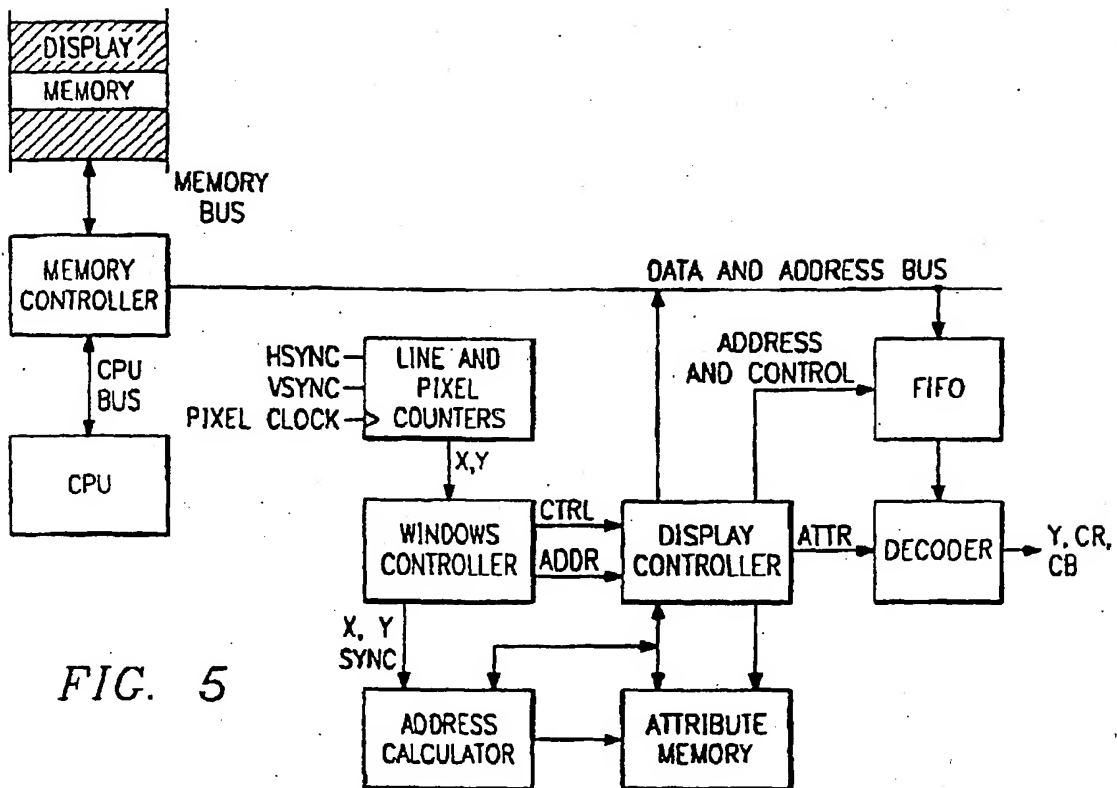 DISPLAY
MEMORY
MEMORY
BUS
MEMORY
CONTROLLER
DATA AND ADDRESS BUS
CPU
BUS
CPU
HSYNC
VSYNC
PIXEL CLOCK
LINE AND
PIXEL
COUNTERS
ADDRESS
AND CONTROL
FIFO
X,Y
WINDOWS
CONTROLLER
CTRL
ADDR
DISPLAY
CONTROLLER
ATTR
DECODER
Y, CR,
CB
X, Y
SYNC
FIG. 5
ADDRESS
CALCULATOR
ATTRIBUTE
MEMORY